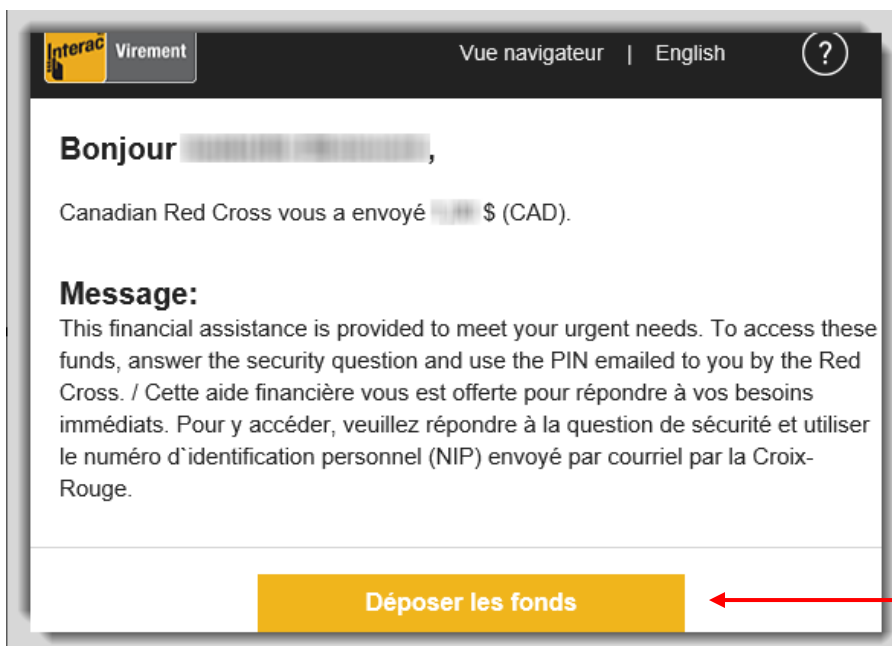 Interac Virement Vue navigateur | English ?
Bonjour ,
Canadian Red Cross vous a envoyé $ (CAD).
Message:
This financial assistance is provided to meet your urgent needs. To access these
funds, answer the security question and use the PIN emailed to you by the Red
Cross. / Cette aide financière vous est offerte pour répondre à vos besoins
immédiats. Pour y accéder, veuillez répondre à la question de sécurité et utiliser
le numéro d`identification personnel (NIP) envoyé par courriel par la Croix-
Rouge.
Déposer les fonds